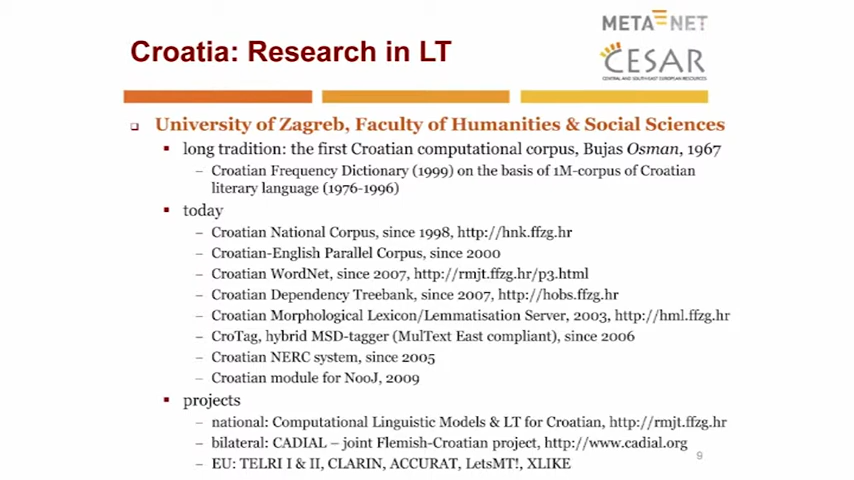 META NET
Croatia: Research in LT
CESAR
CENTRAL AND SOUTH-EAST EUROPEAN RESOURCES
University of Zagreb, Faculty of Humanities & Social Sciences
long tradition: the first Croatian computational corpus, Bujas Osman, 1967
– Croatian Frequency Dictionary (1999) on the basis of 1M-corpus of Croatian
literary language (1976-1996)
today
– Croatian National Corpus, since 1998, http://hnk.ffzg.hr
– Croatian-English Parallel Corpus, since 2000
– Croatian WordNet, since 2007, http://rmjt.ffzg.hr/p3.html
– Croatian Dependency Treebank, since 2007, http://hobs.ffzg.hr
– Croatian Morphological Lexicon/Lemmatisation Server, 2003, http://hml.ffzg.hr
– CroTag, hybrid MSD-tagger (MulText East compliant), since 2006
– Croatian NERC system, since 2005
– Croatian module for NooJ, 2009
projects
– national: Computational Linguistic Models & LT for Croatian, http://rmjt.ffzg.hr
– bilateral: CADIAL – joint Flemish-Croatian project, http://www.cadial.org
– EU: TELRI I & II, CLARIN, ACCURAT, LetsMT!, XLIKE
9